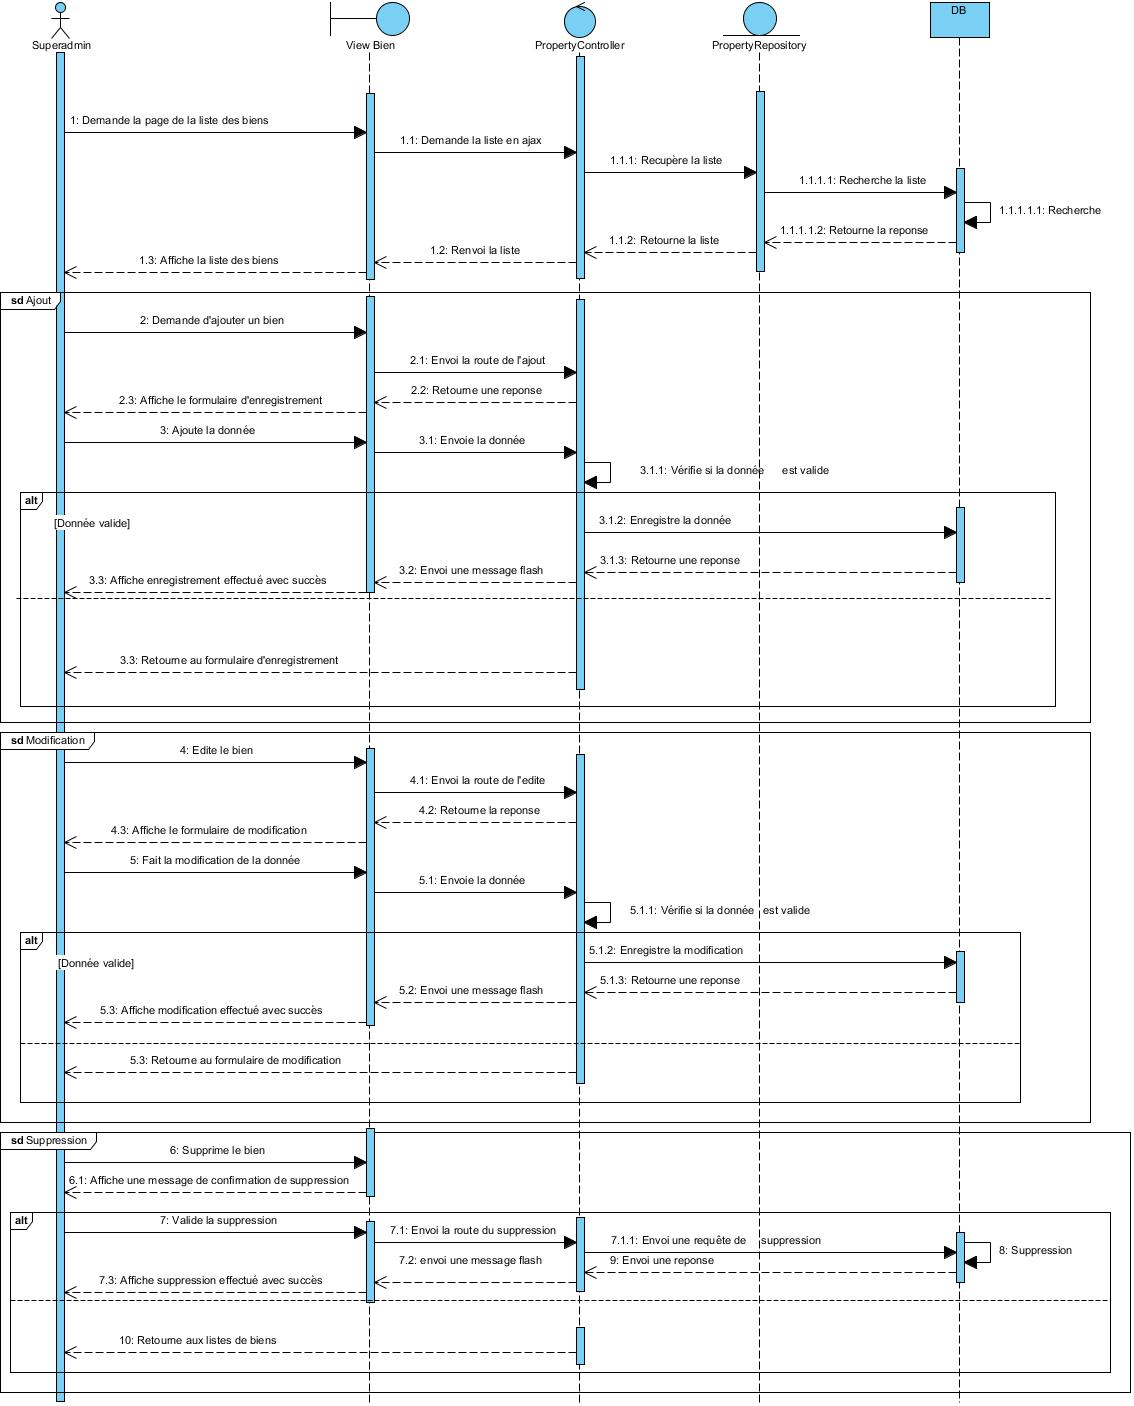 Superadmin
View Bien
PropertyController
PropertyRepository
DB
1: Demande la page de la liste des biens
1.1: Demande la liste en ajax
1.1.1: Recupère la liste
1.1.1.1: Recherche la liste
1.1.1.1.1: Recherche
1.1.1.1.2: Retourne la reponse
1.1.2: Retourne la liste
1.2: Renvoi la liste
1.3: Affiche la liste des biens
sd Ajout
2: Demande d'ajouter un bien
2.1: Envoi la route de l'ajout
2.2: Retourne une reponse
2.3: Affiche le formulaire d'enregistrement
3: Ajoute la donnée
3.1: Envoie la donnée
3.1.1: Vérifie si la donnée est valide
alt
[Donnée valide]
3.1.2: Enregistre la donnée
3.1.3: Retourne une reponse
3.2: Envoi une message flash
3.3: Affiche enregistrement effectué avec succès
3.3: Retourne au formulaire d'enregistrement
sd Modification
4: Edite le bien
4.1: Envoi la route de l'edite
4.2: Retourne la reponse
4.3: Affiche le formulaire de modification
5: Fait la modification de la donnée
5.1: Envoie la donnée
5.1.1: Vérifie si la donnée est valide
alt
[Donnée valide]
5.1.2: Enregistre la modification
5.1.3: Retourne une reponse
5.2: Envoi une message flash
5.3: Affiche modification effectué avec succès
5.3: Retourne au formulaire de modification
sd Suppression
6: Supprime le bien
6.1: Affiche une message de confirmation de suppression
alt
7: Valide la suppression
7.1: Envoi la route du suppression
7.1.1: Envoi une requête de suppression
8: Suppression
9: Envoi une reponse
7.2: envoi une message flash
7.3: Affiche suppression effectué avec succès
10: Retourne aux listes de biens